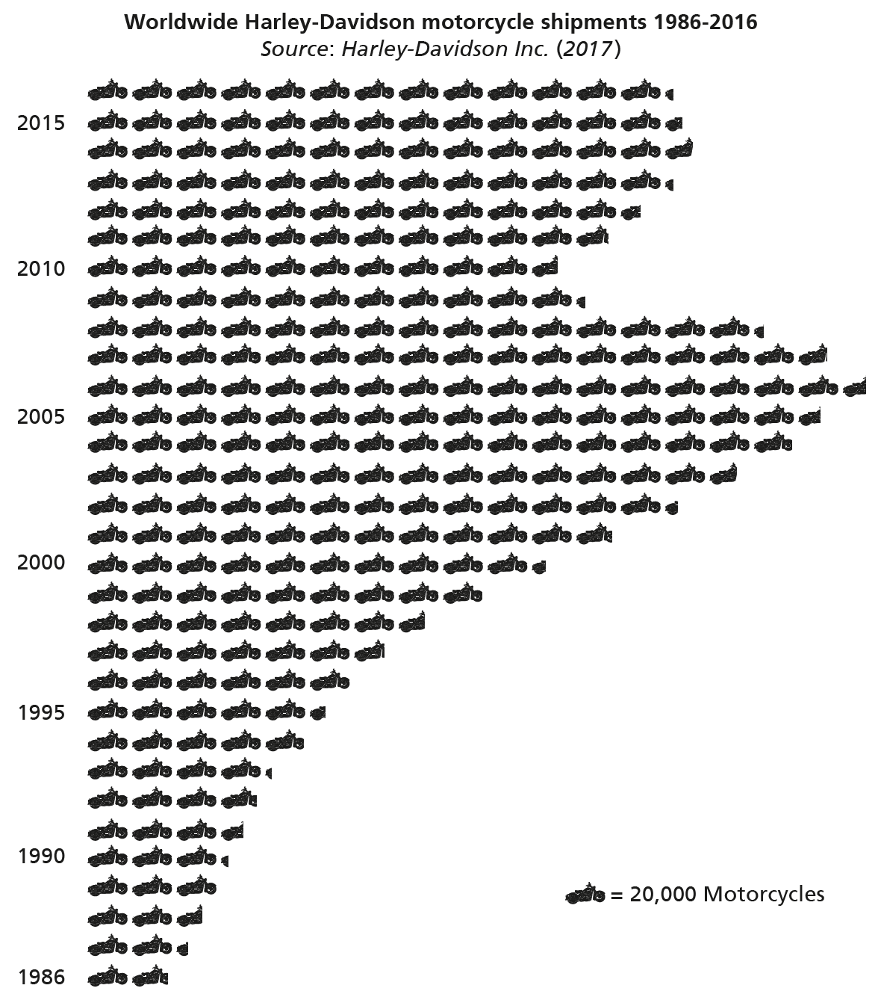 Worldwide Harley-Davidson motorcycle shipments 1986-2016
Source: Harley-Davidson Inc. (2017)
2015
2010
2005
2000
1995
1990
= 20,000 Motorcycles
1986